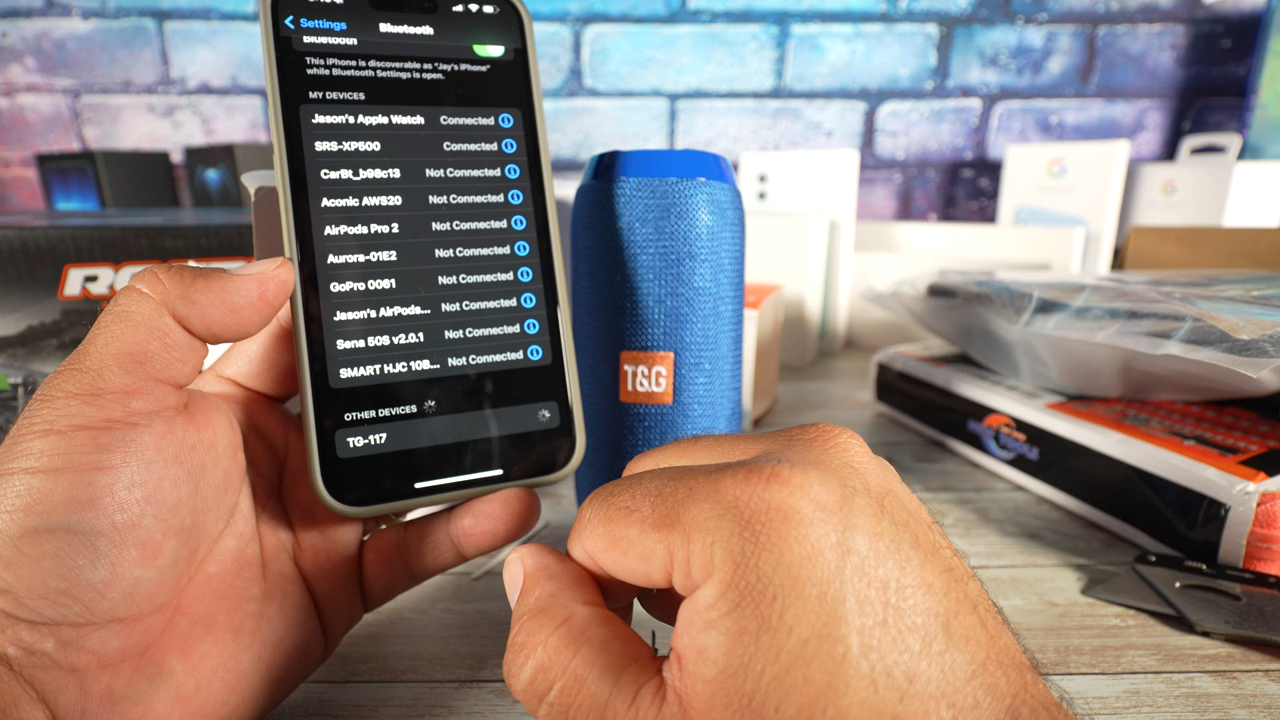 Settings
Bluetooth
Bluetooth
This iPhone is discoverable as "Jay's iPhone"
while Bluetooth Settings is open.
MY DEVICES
Jason's Apple Watch Connected
SRS-XP500 Connected
CarBt_b98c13 Not Connected
Aconic AWS20 Not Connected
AirPods Pro 2 Not Connected
Aurora-01E2 Not Connected
GoPro 0061 Not Connected
Jason's AirPods... Not Connected
Sena 50S v2.0.1 Not Connected
SMART HJC 10B... Not Connected
OTHER DEVICES
TG-117
T&G